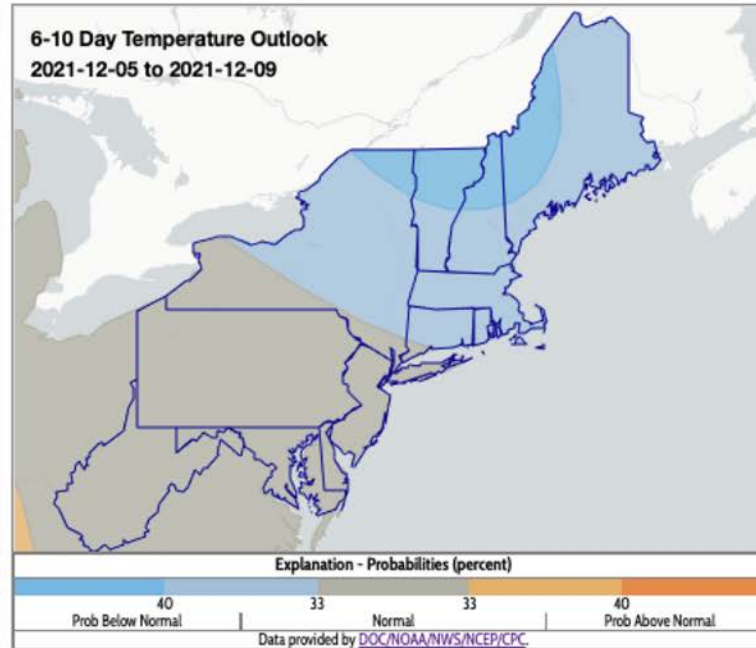 6-10 Day Temperature Outlook
2021-12-05 to 2021-12-09
Explanation - Probabilities (percent)
40 33 33 40
Prob Below Normal Normal Prob Above Normal
Data provided by DOC/NOAA/NWS/NCEP/CPC.